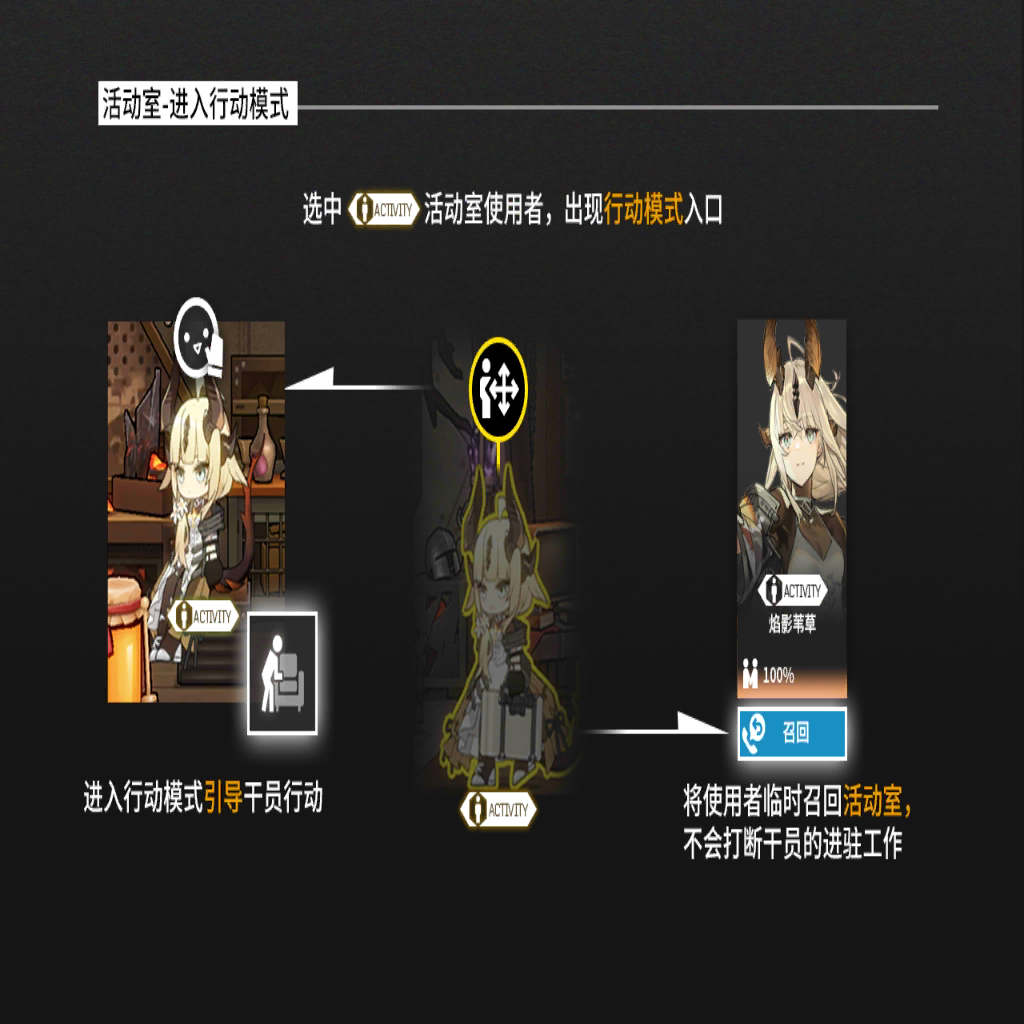 活动室-进入行动模式
选中 ACTIVITY 活动室使用者，出现行动模式入口
ACTIVITY
进入行动模式引导干员行动
ACTIVITY
ACTIVITY
焰影苇草
100%
召回
将使用者临时召回活动室，
不会打断干员的进驻工作